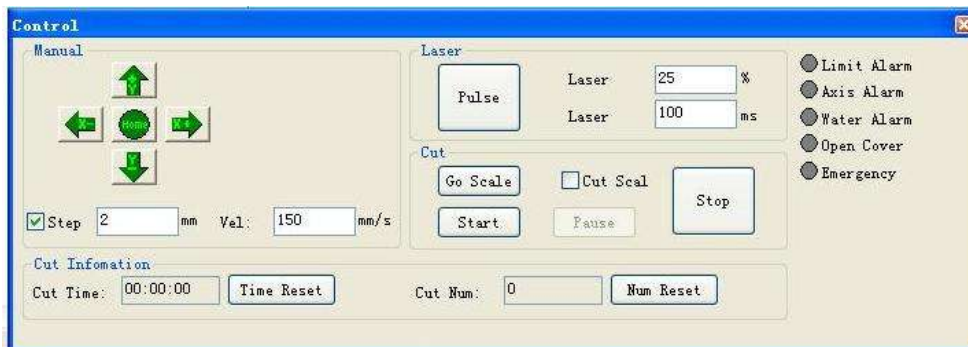 Control
Manual
Y+
X-
Home
X+
Y-
Step 2 mm Vel: 150 mm/s
Laser
Pulse
Laser 25 %
Laser 100 ms
Cut
Go Scale
Cut Scal
Stop
Start
Pause
Limit Alarm
Axis Alarm
Water Alarm
Open Cover
Emergency
Cut Infomation
Cut Time: 00:00:00 Time Reset Cut Num: 0 Num Reset